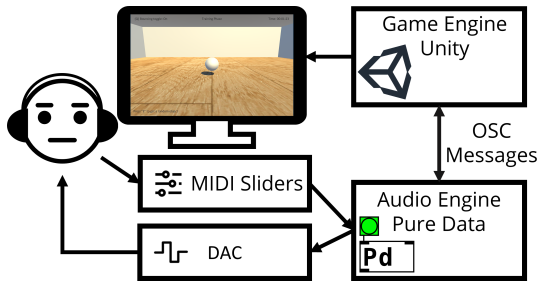 Game Engine
Unity
OSC
Messages
MIDI Sliders
Audio Engine
Pure Data
Pd
DAC